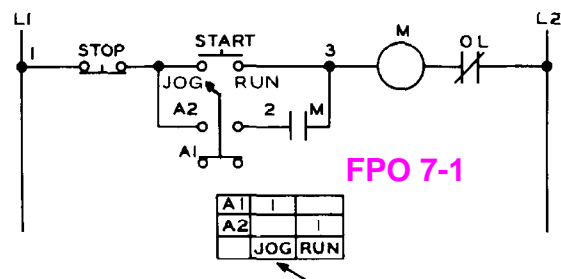 L1
L2
1
STOP
START
3
M
OL
JOG
RUN
A2
2
M
A1
FPO 7-1
A1 1
A2 1
JOG RUN